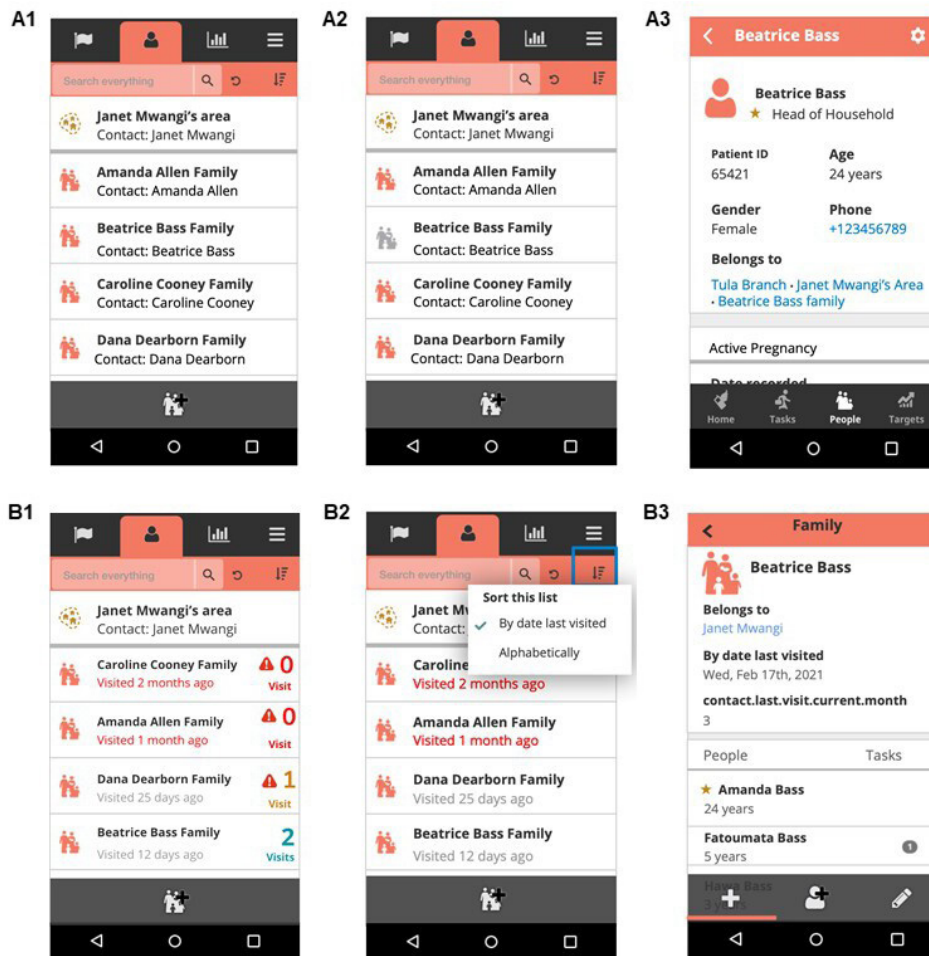 A1
Search everything
Janet Mwangi's area
Contact: Janet Mwangi
Amanda Allen Family
Contact: Amanda Allen
Beatrice Bass Family
Contact: Beatrice Bass
Caroline Cooney Family
Contact: Caroline Cooney
Dana Dearborn Family
Contact: Dana Dearborn
A2
Search everything
Janet Mwangi's area
Contact: Janet Mwangi
Amanda Allen Family
Contact: Amanda Allen
Beatrice Bass Family
Contact: Beatrice Bass
Caroline Cooney Family
Contact: Caroline Cooney
Dana Dearborn Family
Contact: Dana Dearborn
A3
Beatrice Bass
Beatrice Bass
★ Head of Household
Patient ID Age
65421 24 years
Gender Phone
Female +123456789
Belongs to
Tula Branch • Janet Mwangi's Area
• Beatrice Bass family
Active Pregnancy
Date recorded
Home Tasks People Targets
B1
Search everything
Janet Mwangi's area
Contact: Janet Mwangi
Caroline Cooney Family 0
Visited 2 months ago Visit
Amanda Allen Family 0
Visited 1 month ago Visit
Dana Dearborn Family 1
Visited 25 days ago Visit
Beatrice Bass Family 2
Visited 12 days ago Visits
B2
Search everything
Sort this list
✓ By date last visited
Alphabetically
Janet M
Contact:
Caroline
Visited 2 months ago
Amanda Allen Family
Visited 1 month ago
Dana Dearborn Family
Visited 25 days ago
Beatrice Bass Family
Visited 12 days ago
B3
Family
Beatrice Bass
Belongs to
Janet Mwangi
By date last visited
Wed, Feb 17th, 2021
contact.last.visit.current.month
3
People Tasks
★ Amanda Bass
24 years
Fatoumata Bass 1
5 years
Hawa Bass
3 years